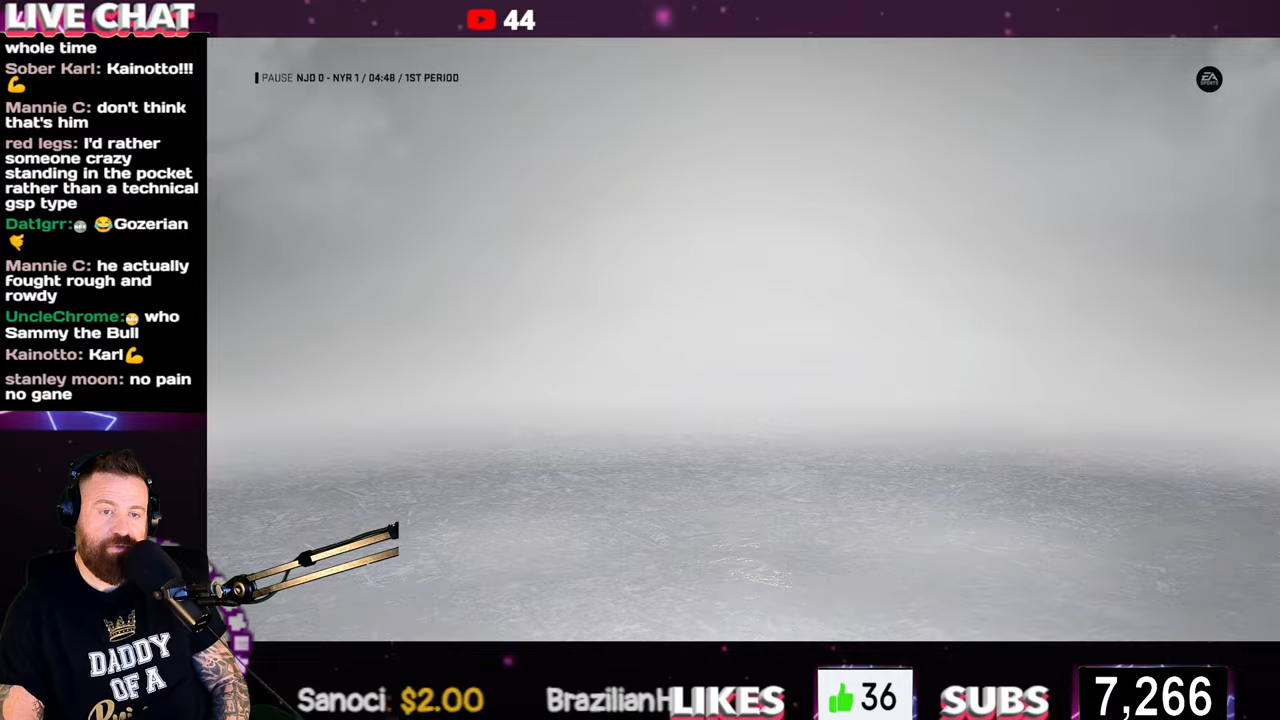 LIVE CHAT
44
whole time
Sober Karl: Kainotto!!!
💪
Mannie C: don't think
that's him
red legs: I'd rather
someone crazy
standing in the pocket
rather than a technical
gsp type
Dat1grr: 😂Gozerian
Mannie C: he actually
fought rough and
rowdy
UncleChrome: who
Sammy the Bull
Kainotto: Karl💪
stanley moon: no pain
no gane
PAUSE NJD 0 - NYR 1 / 04:48 / 1ST PERIOD
EA
SPORTS
DADDY
OF A
Sanoci: $2.00
BrazilianH
LIKES
36
SUBS
7,266